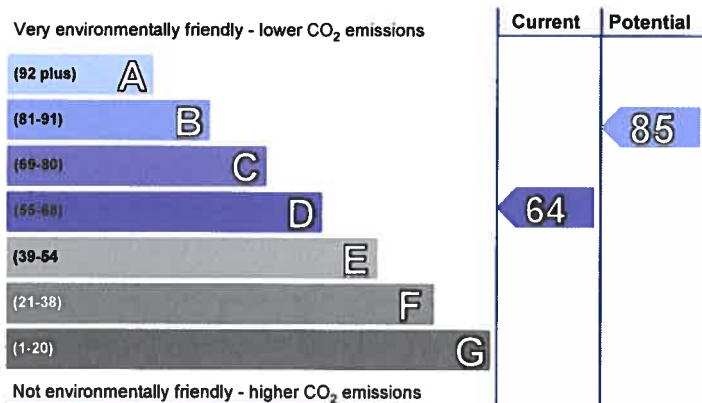 Very environmentally friendly - lower CO₂ emissions
Current
Potential
(92 plus) A
(81-91) B
85
(69-80) C
(55-68) D
64
(39-54 E
(21-38) F
(1-20) G
Not environmentally friendly - higher CO₂ emissions